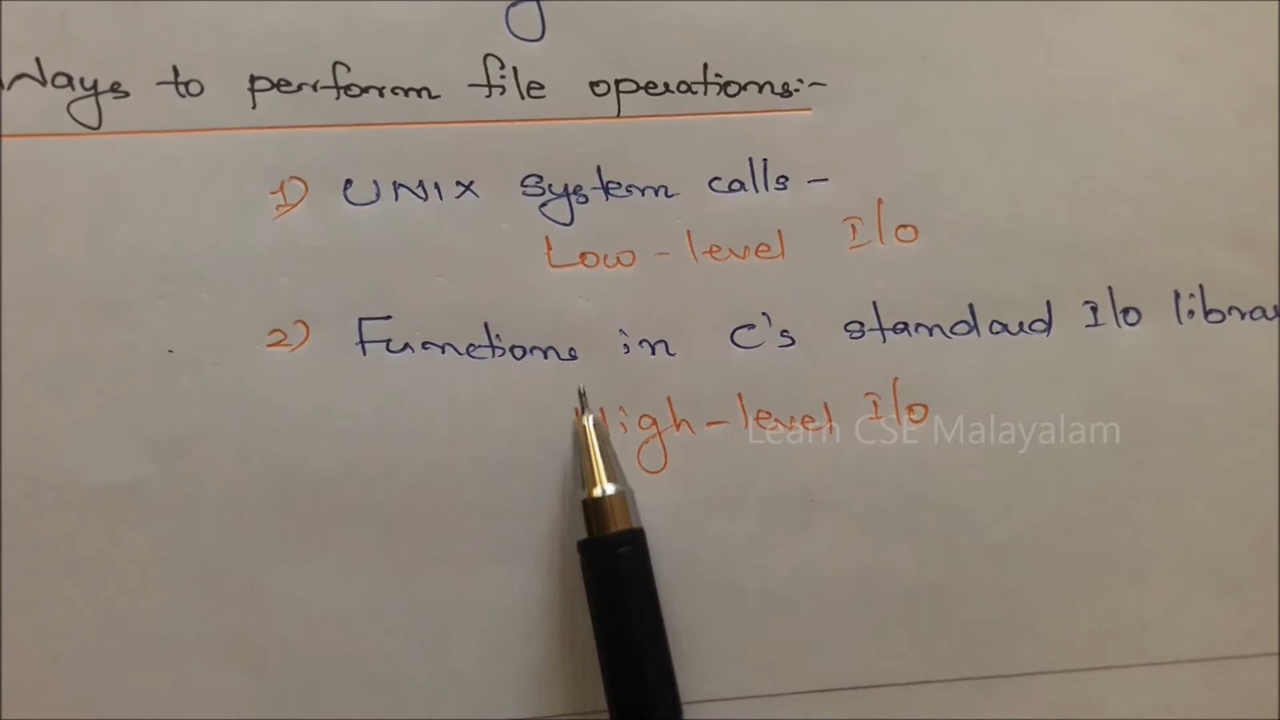 Ways to perform file operations:-
1) UNIX system calls -
Low-level I/O
2) Functions in C's standard I/O librar
High-level I/O
Learn CSE Malayalam